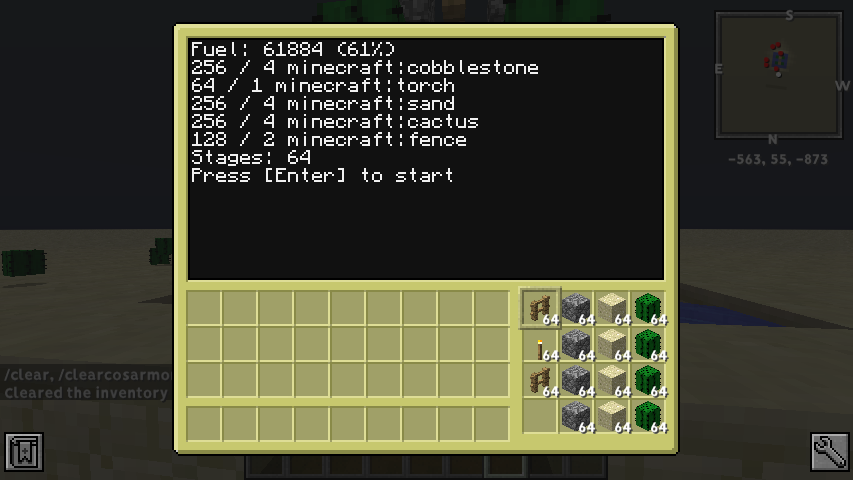 Fuel: 61884 (61%)
256 / 4 minecraft:cobblestone
64 / 1 minecraft:torch
256 / 4 minecraft:sand
256 / 4 minecraft:cactus
128 / 2 minecraft:fence
Stages: 64
Press [Enter] to start
S
E
W
N
-563, 55, -873
64 64 64 64
64 64 64 64
64 64 64 64
64 64 64
/clear, /clearcosarmo
Cleared the inventory